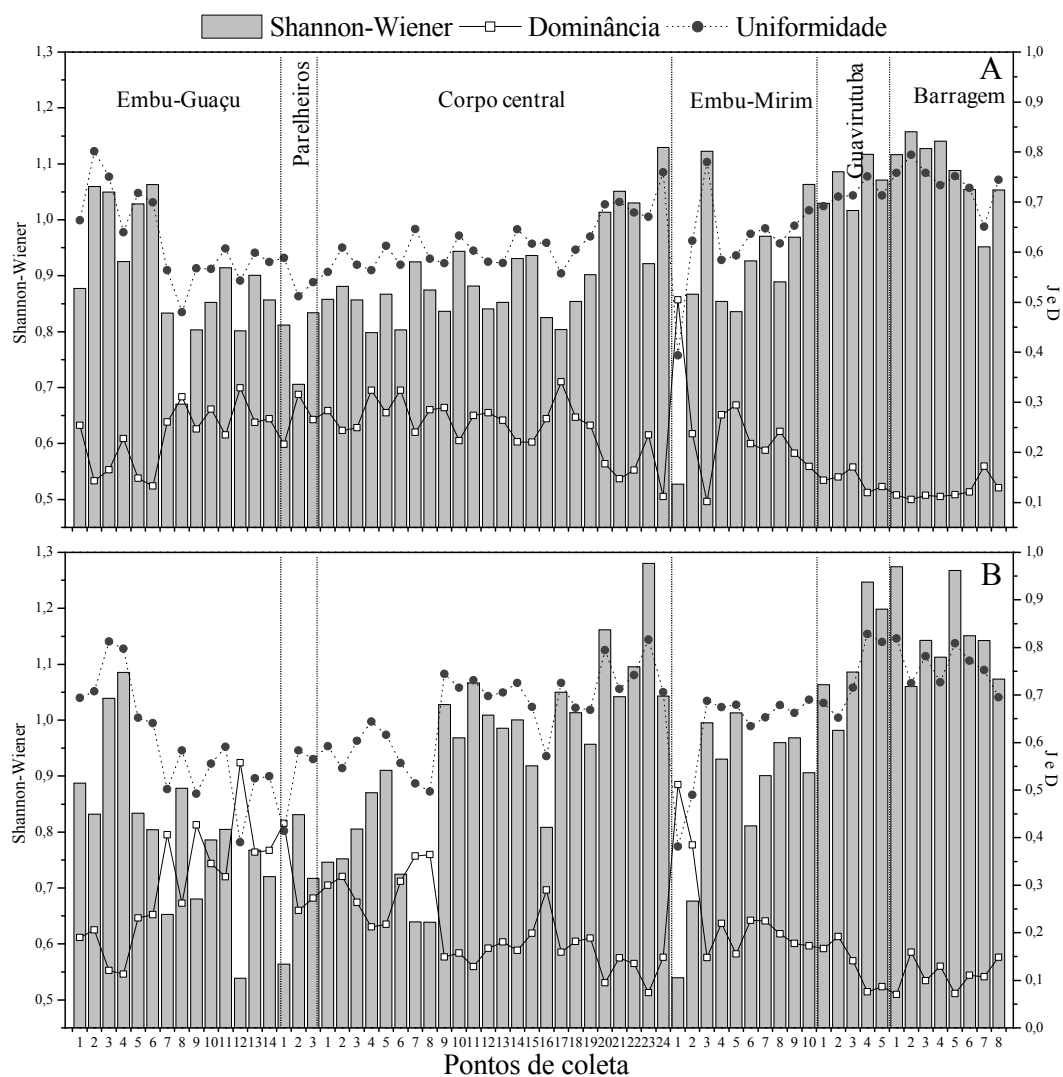 Shannon-Wiener Dominância Uniformidade
A
Embu-Guaçu
Parelheiros
Corpo central
Embu-Mirim
Guavirutuba
Barragem
Shannon-Wiener
1,3
1,2
1,1
1,0
0,9
0,8
0,7
0,6
0,5
1,0
0,9
0,8
0,7
0,6
0,5
0,4
0,3
0,2
0,1
J e D
B
Shannon-Wiener
1,3
1,2
1,1
1,0
0,9
0,8
0,7
0,6
0,5
1,0
0,9
0,8
0,7
0,6
0,5
0,4
0,3
0,2
0,1
0,0
J e D
1 2 3 4 5 6 7 8 9 10 11 12 13 14 1 2 3 1 2 3 4 5 6 7 8 9 10 11 12 13 14 15 16 17 18 19 20 21 22 23 24 1 2 3 4 5 6 7 8 9 10 1 2 3 4 5 1 2 3 4 5 6 7 8
Pontos de coleta